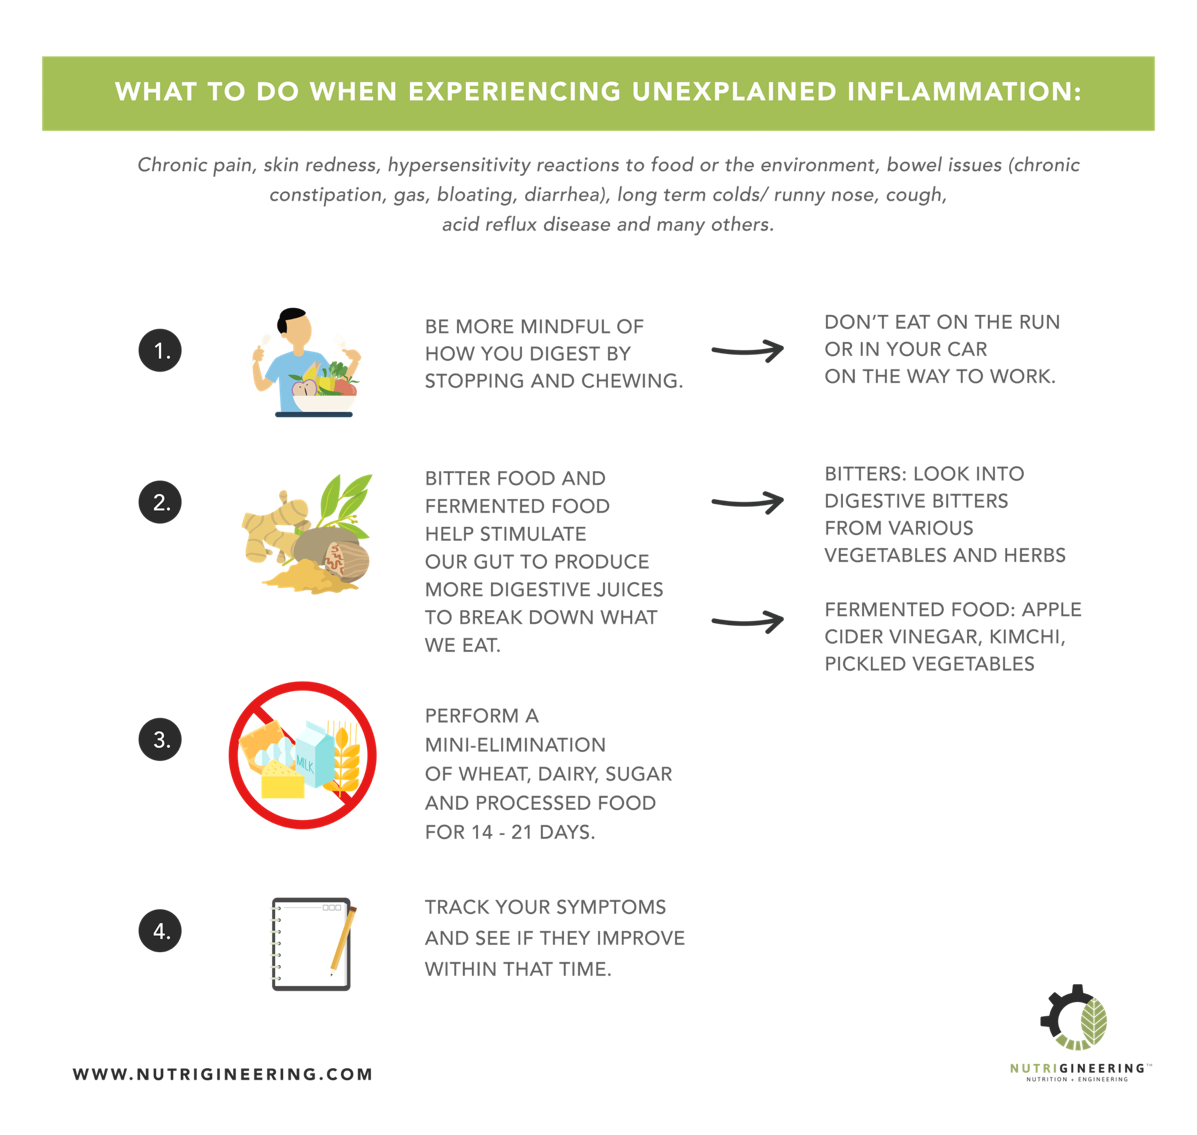 WHAT TO DO WHEN EXPERIENCING UNEXPLAINED INFLAMMATION:
Chronic pain, skin redness, hypersensitivity reactions to food or the environment, bowel issues (chronic
constipation, gas, bloating, diarrhea), long term colds/ runny nose, cough,
acid reflux disease and many others.
1.
BE MORE MINDFUL OF
HOW YOU DIGEST BY
STOPPING AND CHEWING.
DON'T EAT ON THE RUN
OR IN YOUR CAR
ON THE WAY TO WORK.
2.
BITTER FOOD AND
FERMENTED FOOD
HELP STIMULATE
OUR GUT TO PRODUCE
MORE DIGESTIVE JUICES
TO BREAK DOWN WHAT
WE EAT.
BITTERS: LOOK INTO
DIGESTIVE BITTERS
FROM VARIOUS
VEGETABLES AND HERBS
FERMENTED FOOD: APPLE
CIDER VINEGAR, KIMCHI,
PICKLED VEGETABLES
3.
MILK
PERFORM A
MINI-ELIMINATION
OF WHEAT, DAIRY, SUGAR
AND PROCESSED FOOD
FOR 14 - 21 DAYS.
4.
TRACK YOUR SYMPTOMS
AND SEE IF THEY IMPROVE
WITHIN THAT TIME.
WWW.NUTRIGINEERING.COM
NUTRIGINEERING™
NUTRITION + ENGINEERING